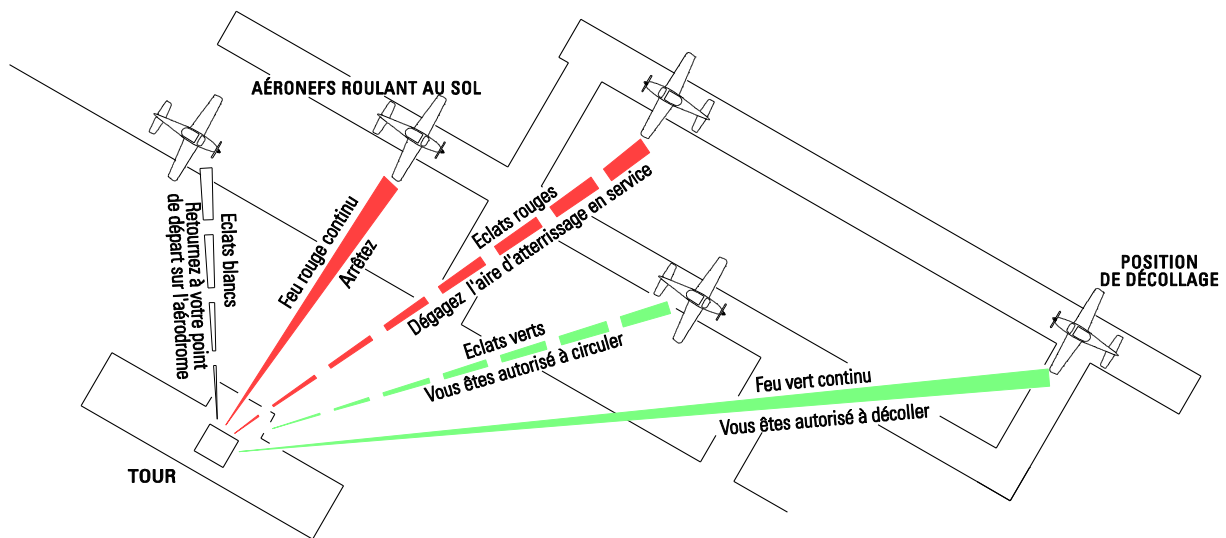 AÉRONEFS ROULANT AU SOL
Eclats blancs
Retournez à votre point
de départ sur l'aérodrome
Feu rouge continu
Arrêtez
Eclats rouges
Dégagez l'aire d'atterrissage en service
Eclats verts
Vous êtes autorisé à circuler
POSITION
DE DÉCOLLAGE
Feu vert continu
Vous êtes autorisé à décoller
TOUR